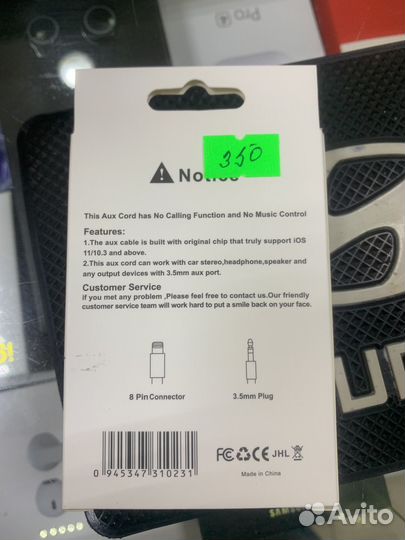 Pro
350
Notice
This Aux Cord has No Calling Function and No Music Control
Features:
1.The aux cable is built with original chip that truly support iOS
11/10.3 and above.
2.This aux cord can work with car stereo,headphone,speaker and
any output devices with 3.5mm aux port.
Customer Service
if you met any problem ,Please feel free to contact us.Our friendly
customer service team will work hard to put a smile back on your face.
8 Pin Connector
3.5mm Plug
0 945347 310231
FC CE JHL
Made in China
Avito